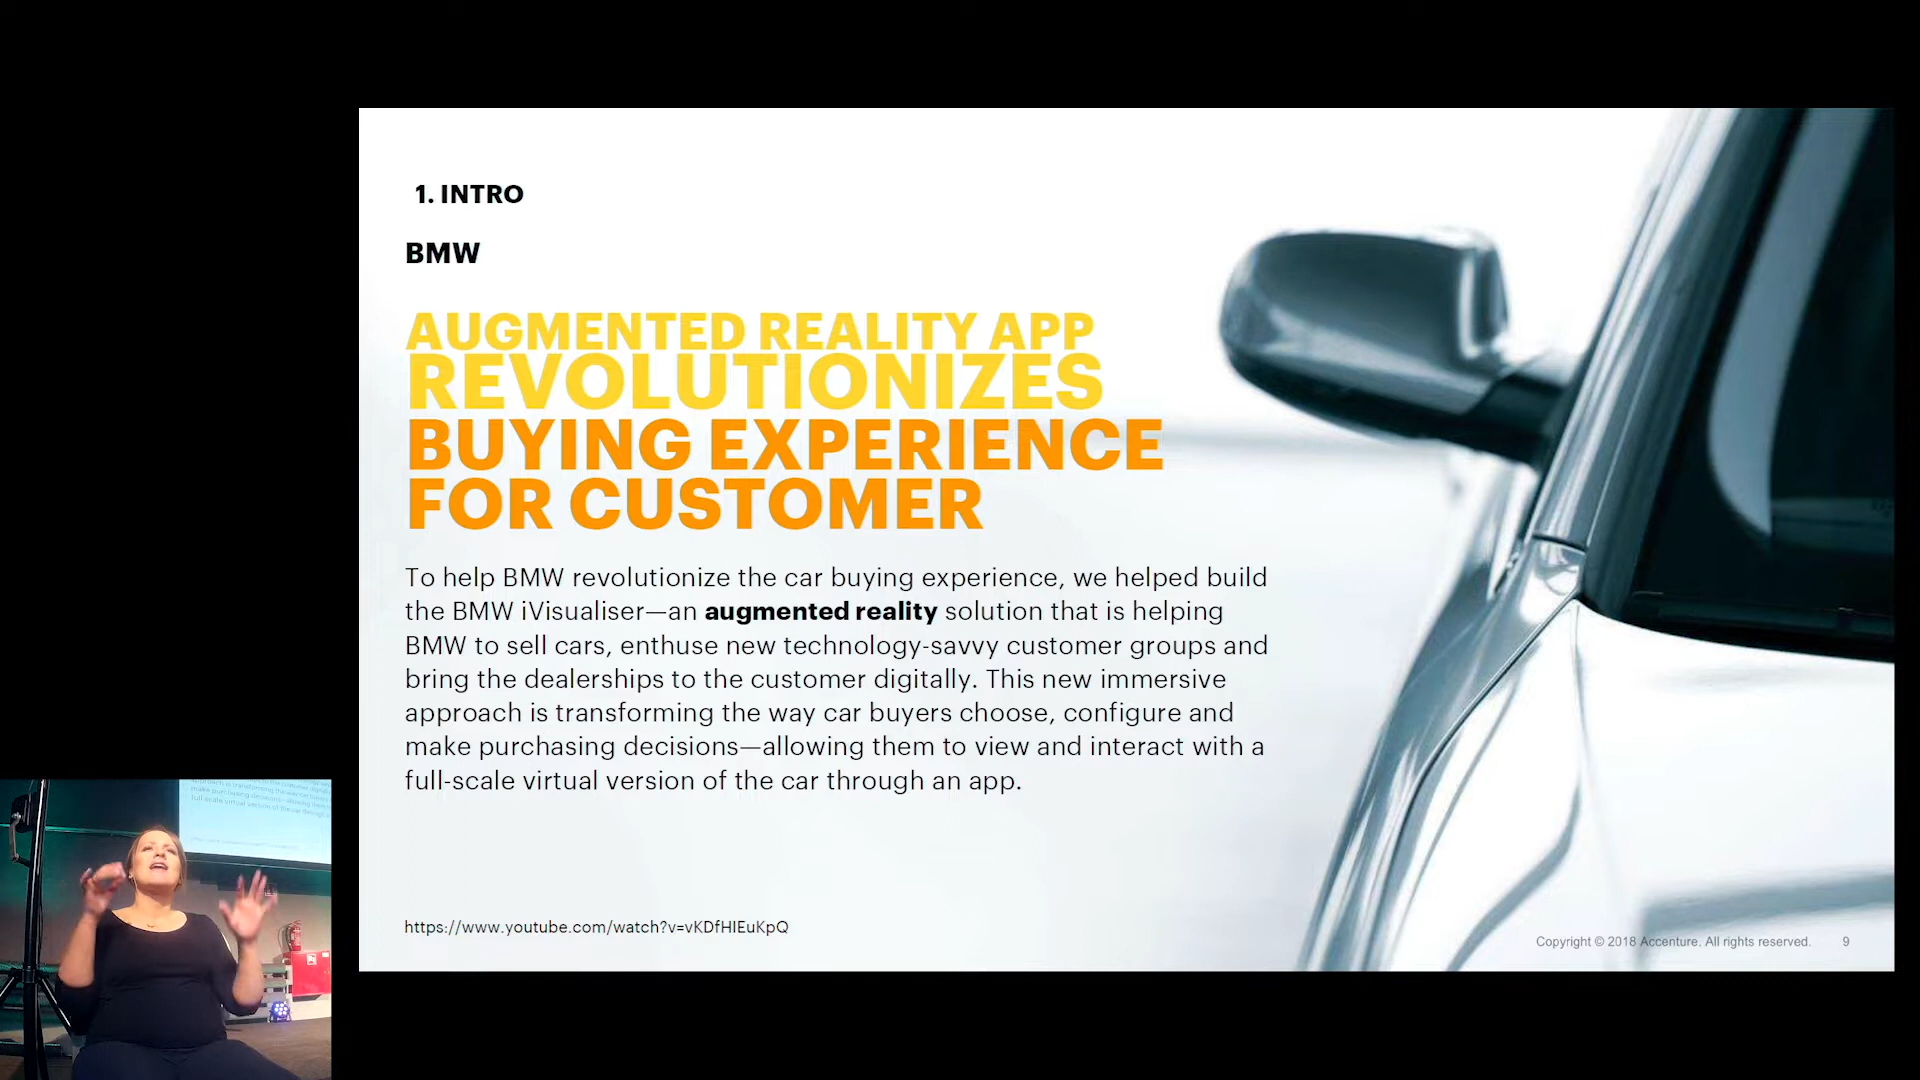 1. INTRO
BMW
AUGMENTED REALITY APP
REVOLUTIONIZES
BUYING EXPERIENCE
FOR CUSTOMER
To help BMW revolutionize the car buying experience, we helped build
the BMW iVisualiser—an augmented reality solution that is helping
BMW to sell cars, enthuse new technology-savvy customer groups and
bring the dealerships to the customer digitally. This new immersive
approach is transforming the way car buyers choose, configure and
make purchasing decisions—allowing them to view and interact with a
full-scale virtual version of the car through an app.
https://www.youtube.com/watch?v=vKDfHIEuKpQ
Copyright © 2018 Accenture. All rights reserved. 9